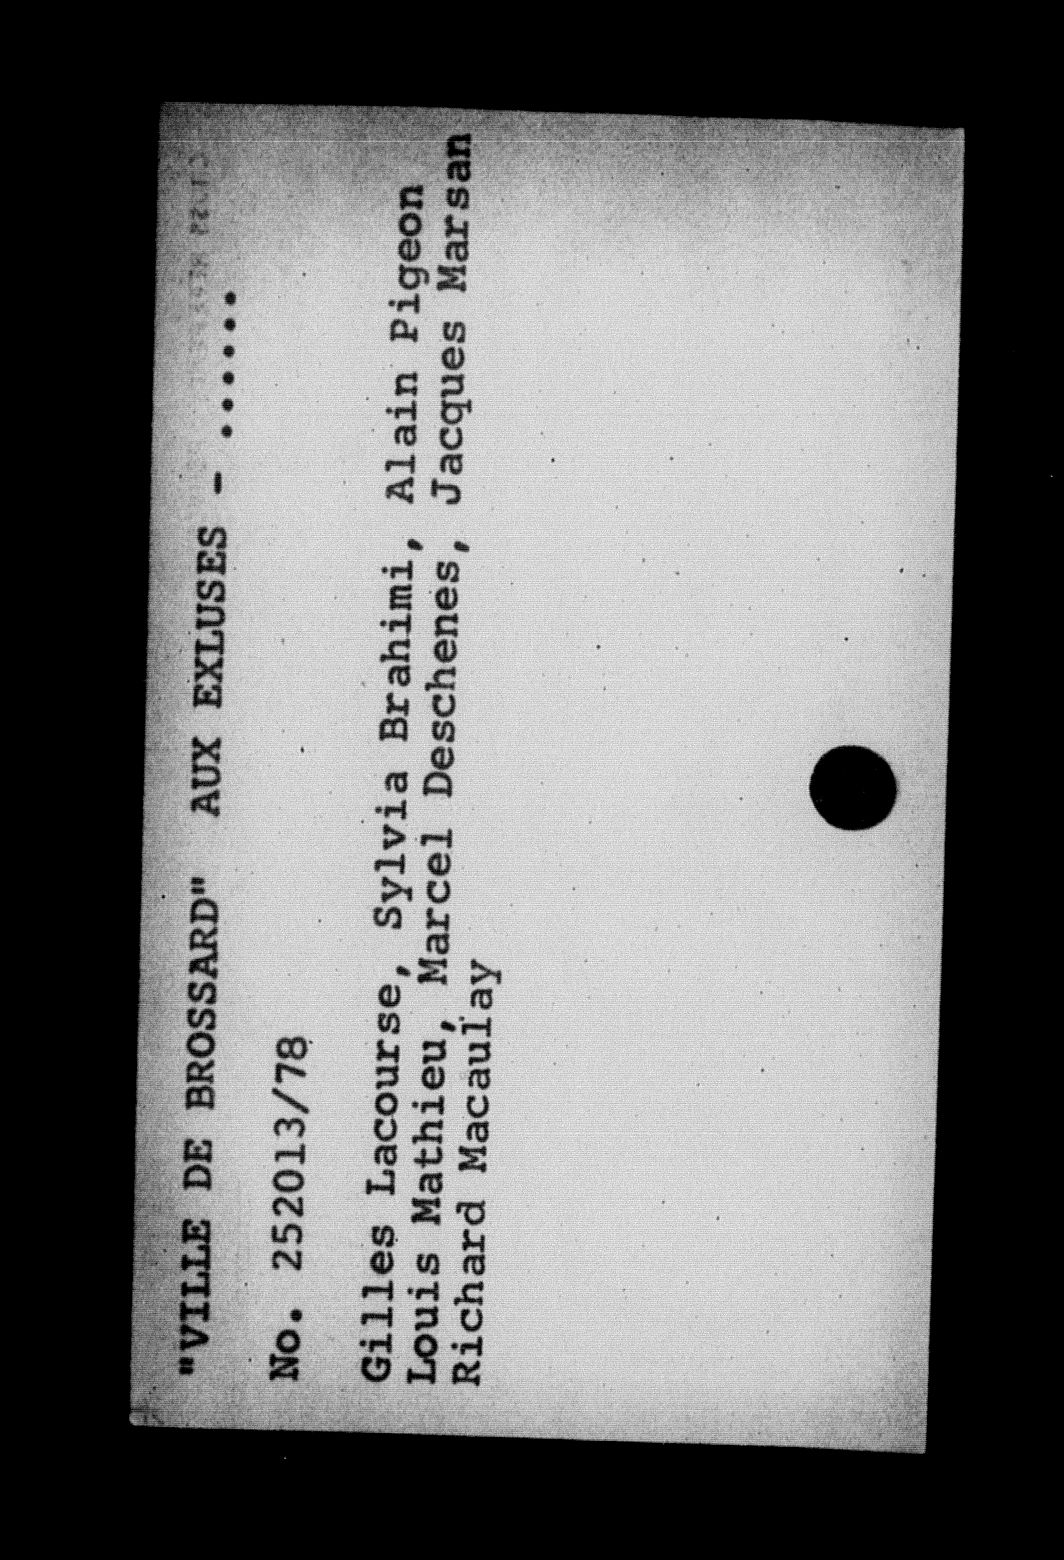 "VILLE DE BROSSARD"  AUX EXLUSES - ......
No. 252013/78
Gilles Lacourse, Sylvia Brahimi, Alain Pigeon
Louis Mathieu, Marcel Deschenes, Jacques Marsan
Richard Macaulay